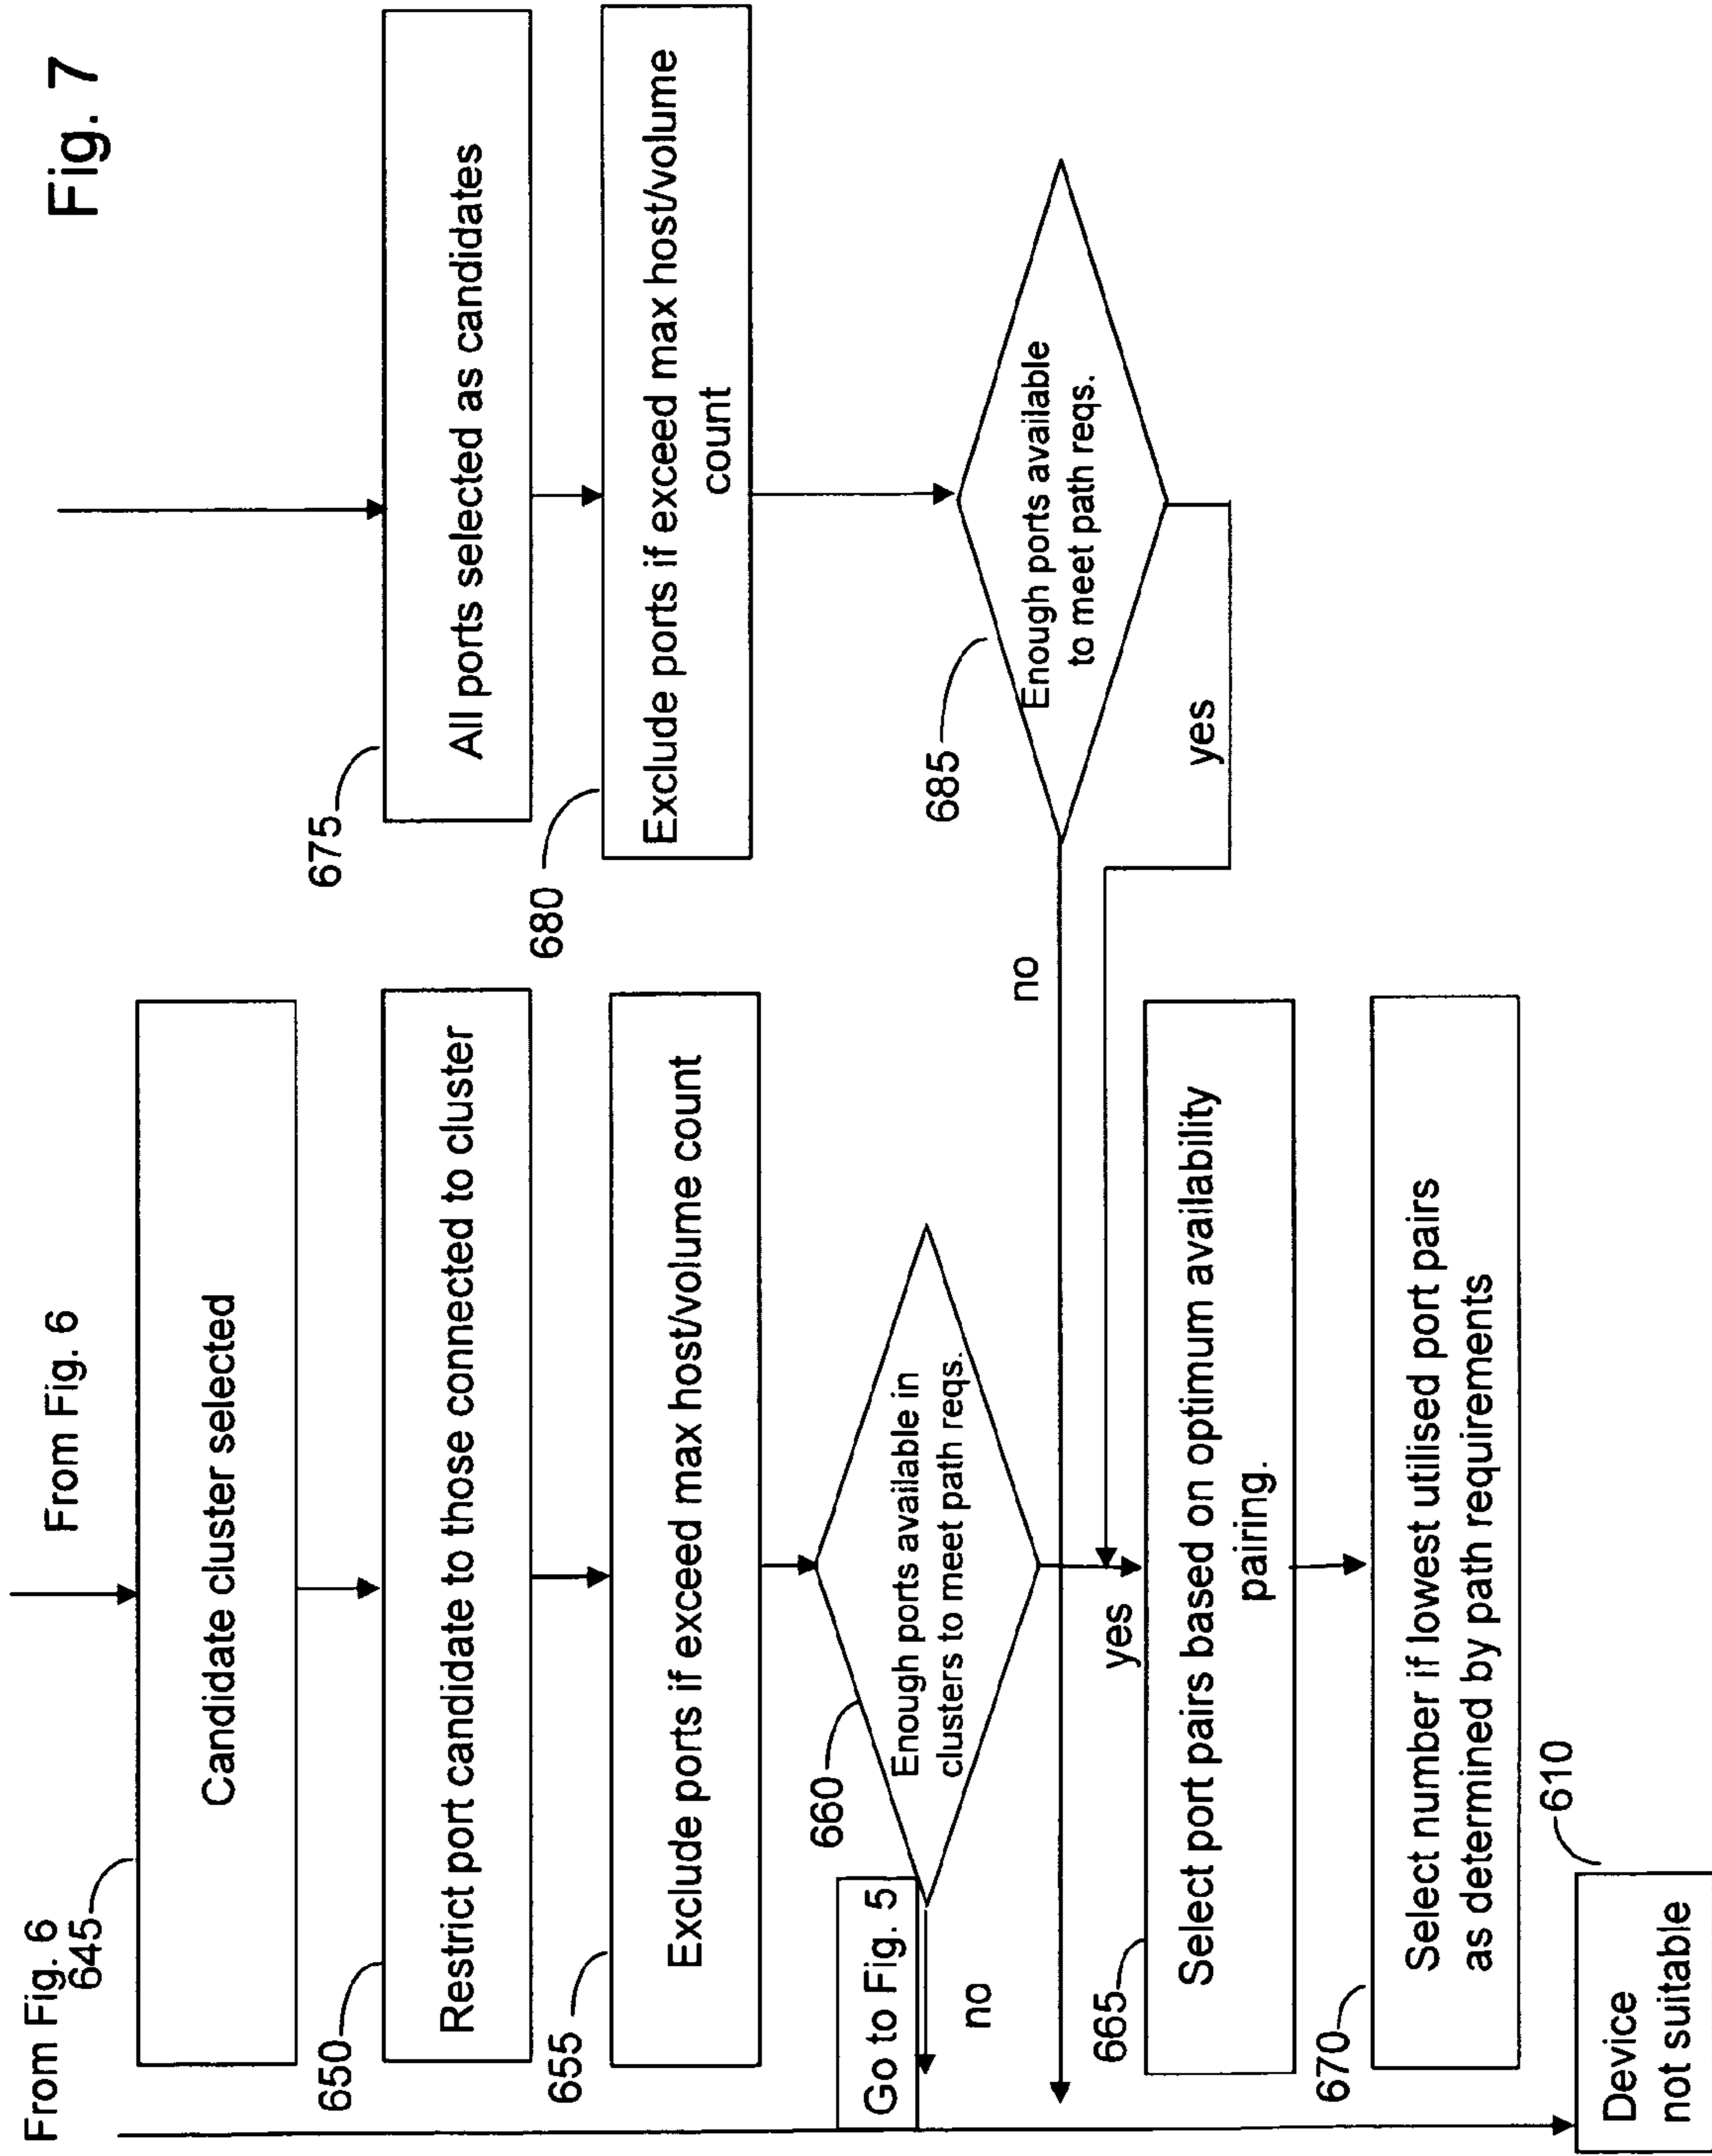 Fig. 7
From Fig. 6
From Fig. 6
645
Candidate cluster selected
650
Restrict port candidate to those connected to cluster
655
Exclude ports if exceed max host/volume count
660
Enough ports available in
clusters to meet path reqs.
Go to Fig. 5
no
yes
665
Select port pairs based on optimum availability
pairing.
670
Select number if lowest utilised port pairs
as determined by path requirements
610
Device
not suitable
675
All ports selected as candidates
680
Exclude ports if exceed max host/volume
count
685
Enough ports available
to meet path reqs.
no
yes